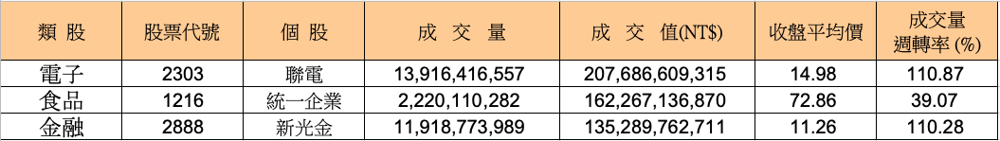 類 股 股票代號 個 股 成 交 量 成 交 值(NT$) 收盤平均價 成交量週轉率(%)
電子 2303 聯電 13,916,416,557 207,686,609,315 14.98 110.87
食品 1216 統一企業 2,220,110,282 162,267,136,870 72.86 39.07
金融 2888 新光金 11,918,773,989 135,289,762,711 11.26 110.28